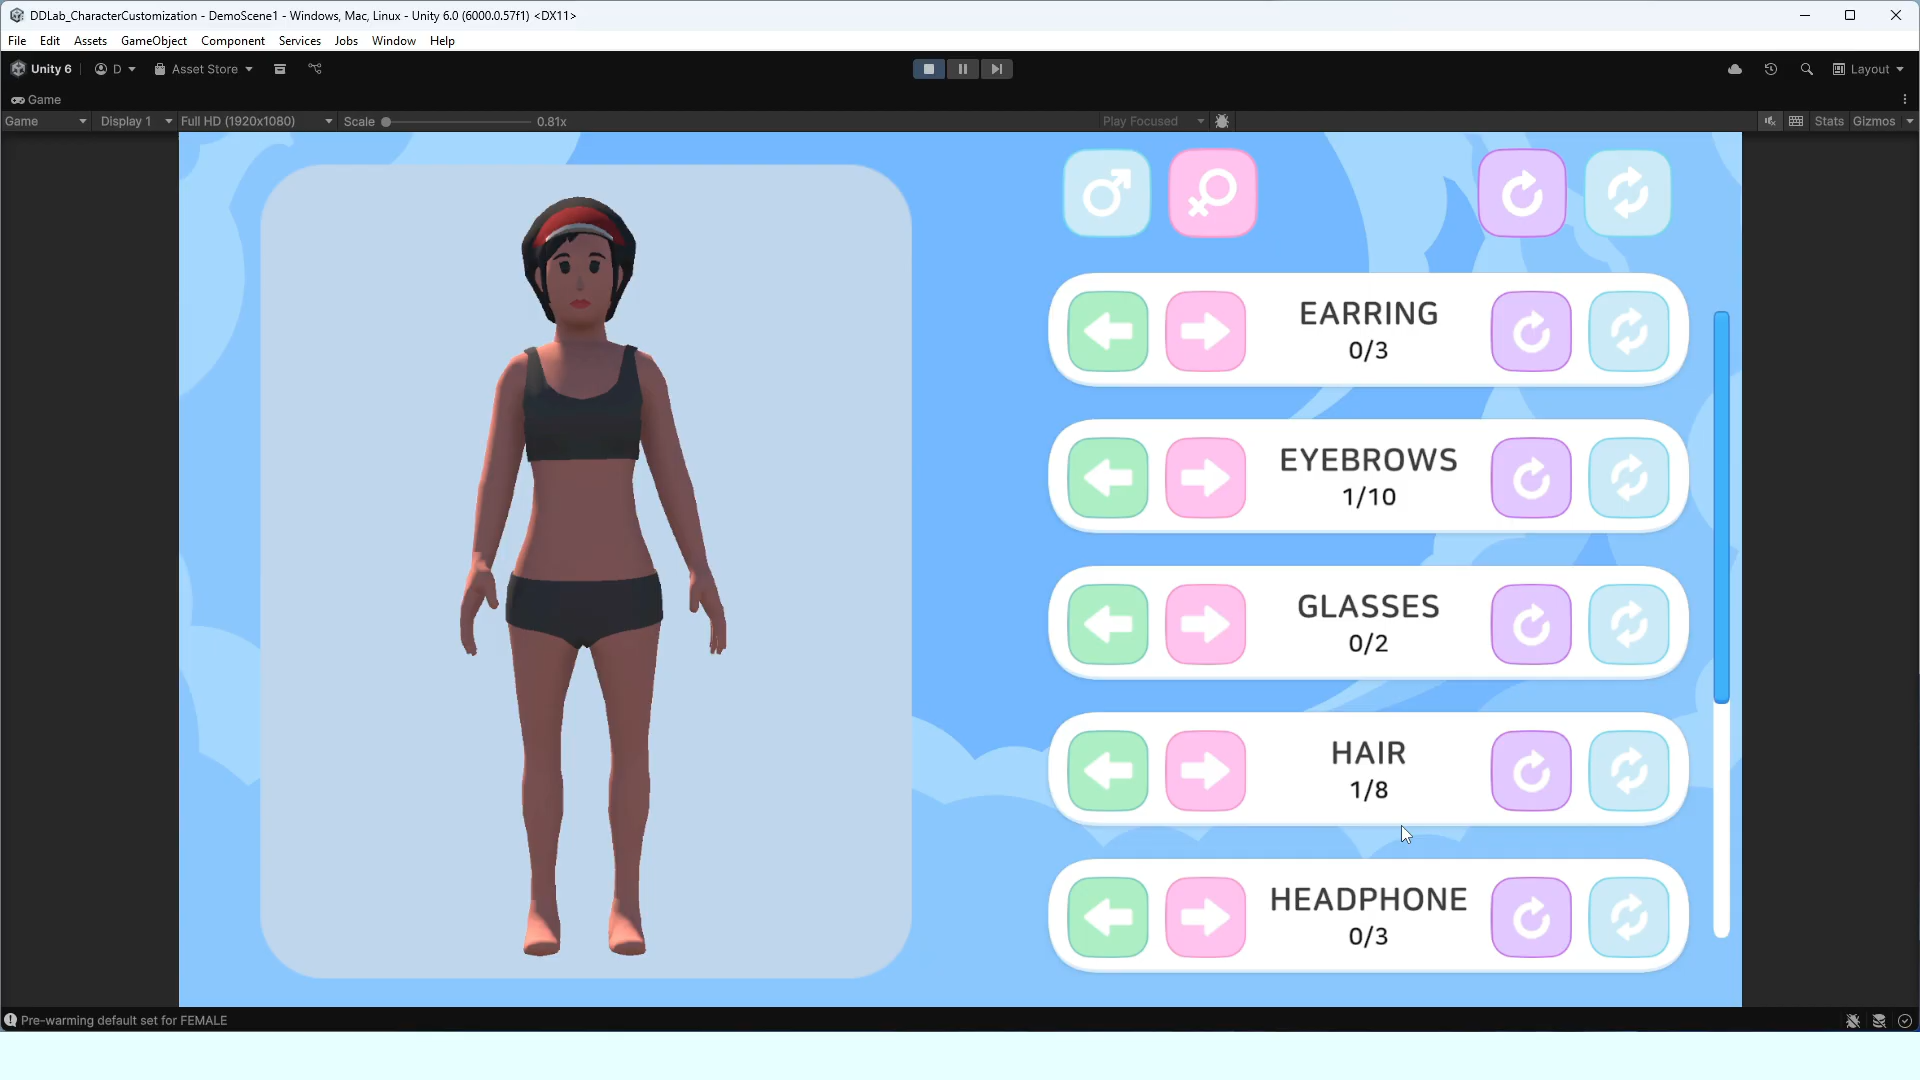 DDLab_CharacterCustomization - DemoScene1 - Windows, Mac, Linux - Unity 6.0 (6000.0.57f1) <DX11>
File Edit Assets GameObject Component Services Jobs Window Help
Unity 6 D Asset Store Layout
Game
Game Display 1 Full HD (1920x1080) Scale 0.81x Play Focused Stats Gizmos
EARRING
0/3
EYEBROWS
1/10
GLASSES
0/2
HAIR
1/8
HEADPHONE
0/3
Pre-warming default set for FEMALE